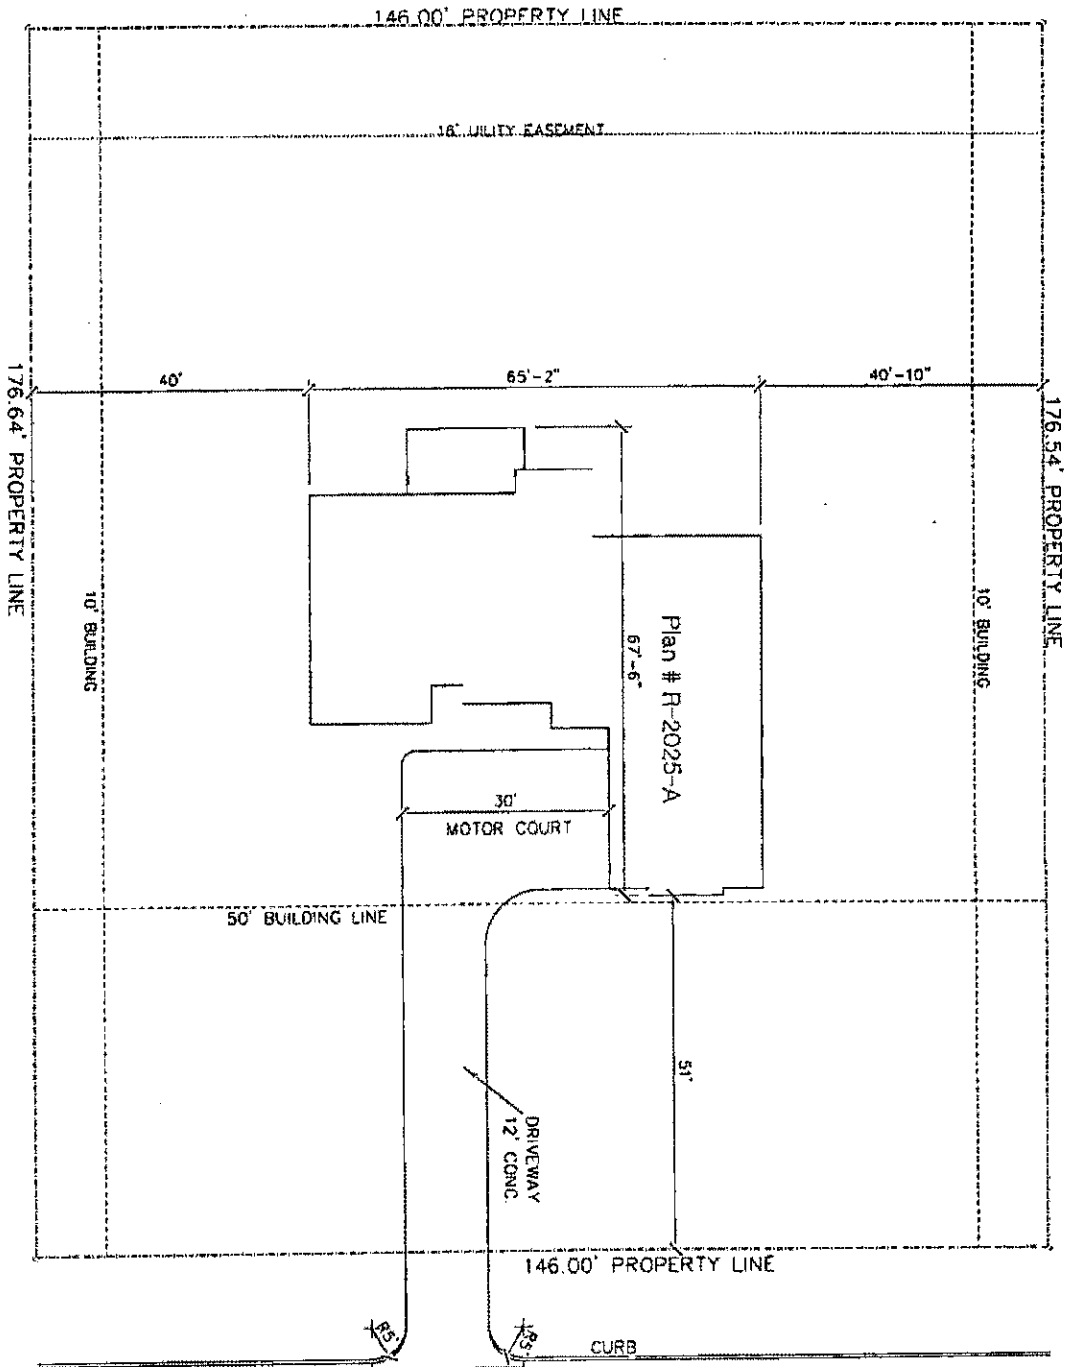 146.00' PROPERTY LINE
16' UILITY EASEMENT
40'
65'-2"
40'-10"
176.64' PROPERTY LINE
176.54' PROPERTY LINE
10' BUILDING
10' BUILDING
67'-6"
Plan # R-2025-A
30'
MOTOR COURT
50' BUILDING LINE
51'
DRIVEWAY
12' CONC.
146.00' PROPERTY LINE
R5'
R5'
CURB